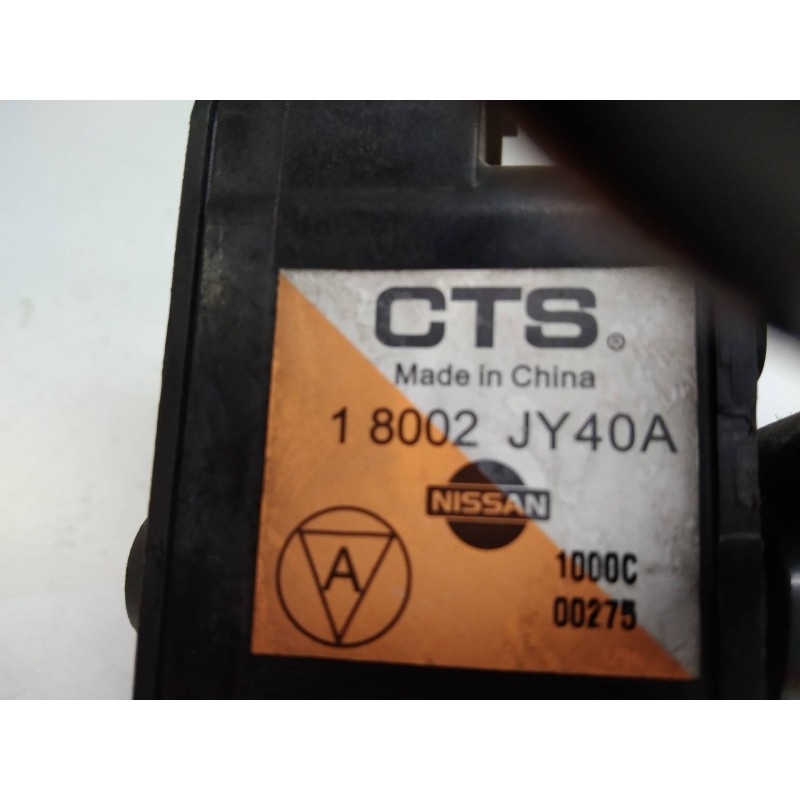 CTS®
Made in China
1 8002 JY40A
NISSAN
A
1000C
00275